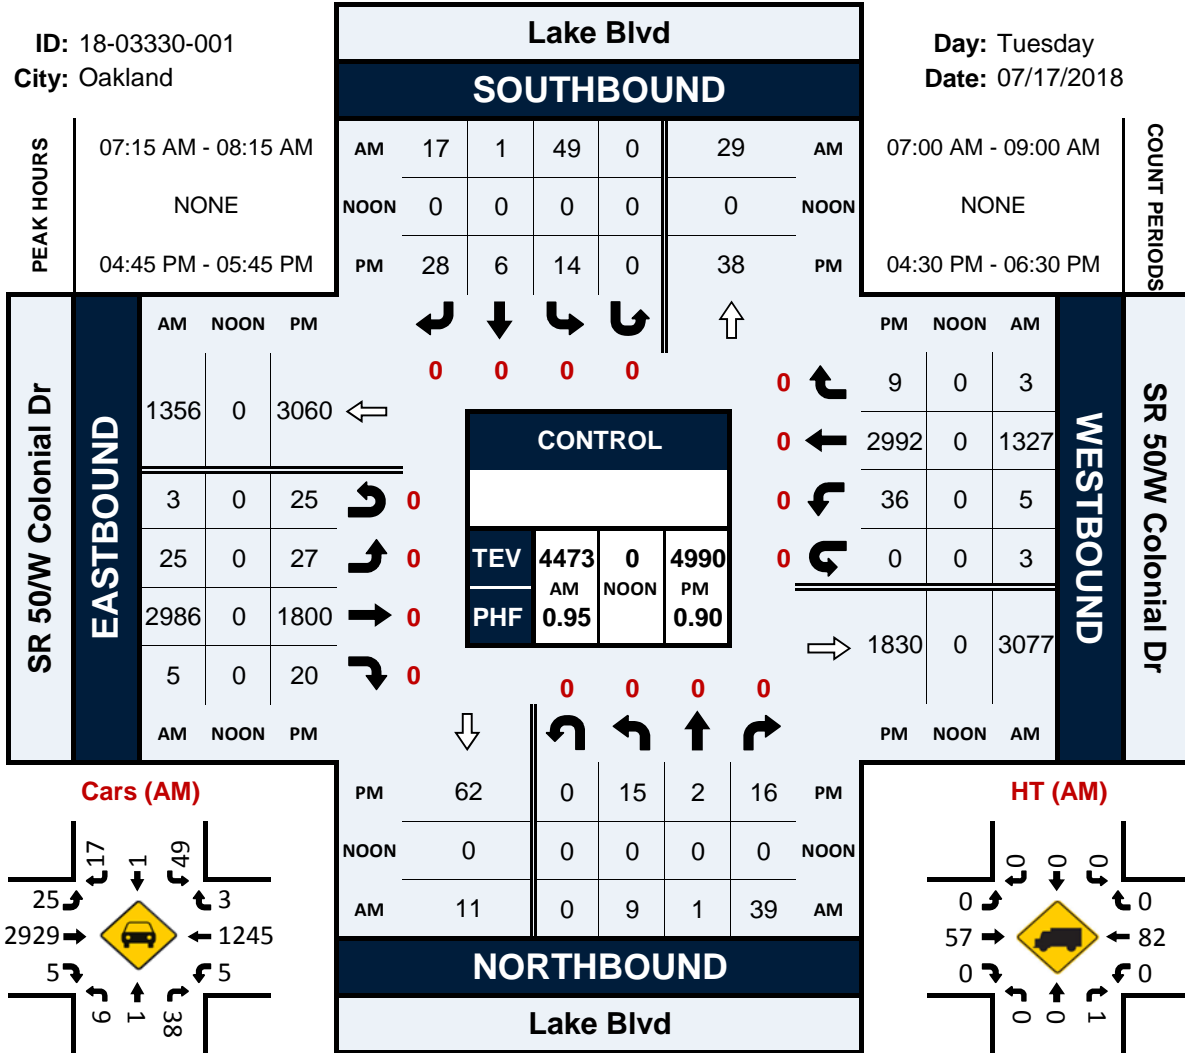 Lake Blvd
ID: 18-03330-001
Day: Tuesday
City: Oakland
Date: 07/17/2018
SOUTHBOUND
PEAK HOURS
07:15 AM - 08:15 AM
NONE
04:45 PM - 05:45 PM
AM 17 1 49 0 29 AM
NOON 0 0 0 0 0 NOON
PM 28 6 14 0 38 PM
07:00 AM - 09:00 AM
NONE
04:30 PM - 06:30 PM
COUNT PERIODS
0 0 0 0
SR 50/W Colonial Dr
EASTBOUND
AM NOON PM
1356 0 3060
3 0 25 0
25 0 27 0
2986 0 1800 0
5 0 20 0
AM NOON PM
CONTROL
TEV 4473 0 4990
AM NOON PM
PHF 0.95 0.90
PM NOON AM
0 9 0 3
0 2992 0 1327
0 36 0 5
0 0 0 3
1830 0 3077
PM NOON AM
WESTBOUND
SR 50/W Colonial Dr
0 0 0 0
PM 62 0 15 2 16 PM
NOON 0 0 0 0 0 NOON
AM 11 0 9 1 39 AM
NORTHBOUND
Lake Blvd
Cars (AM)
17 1 49
25 3
2929 1245
5 5
9 1 38
HT (AM)
0 0 0
0 0
57 82
0 0
0 0 1